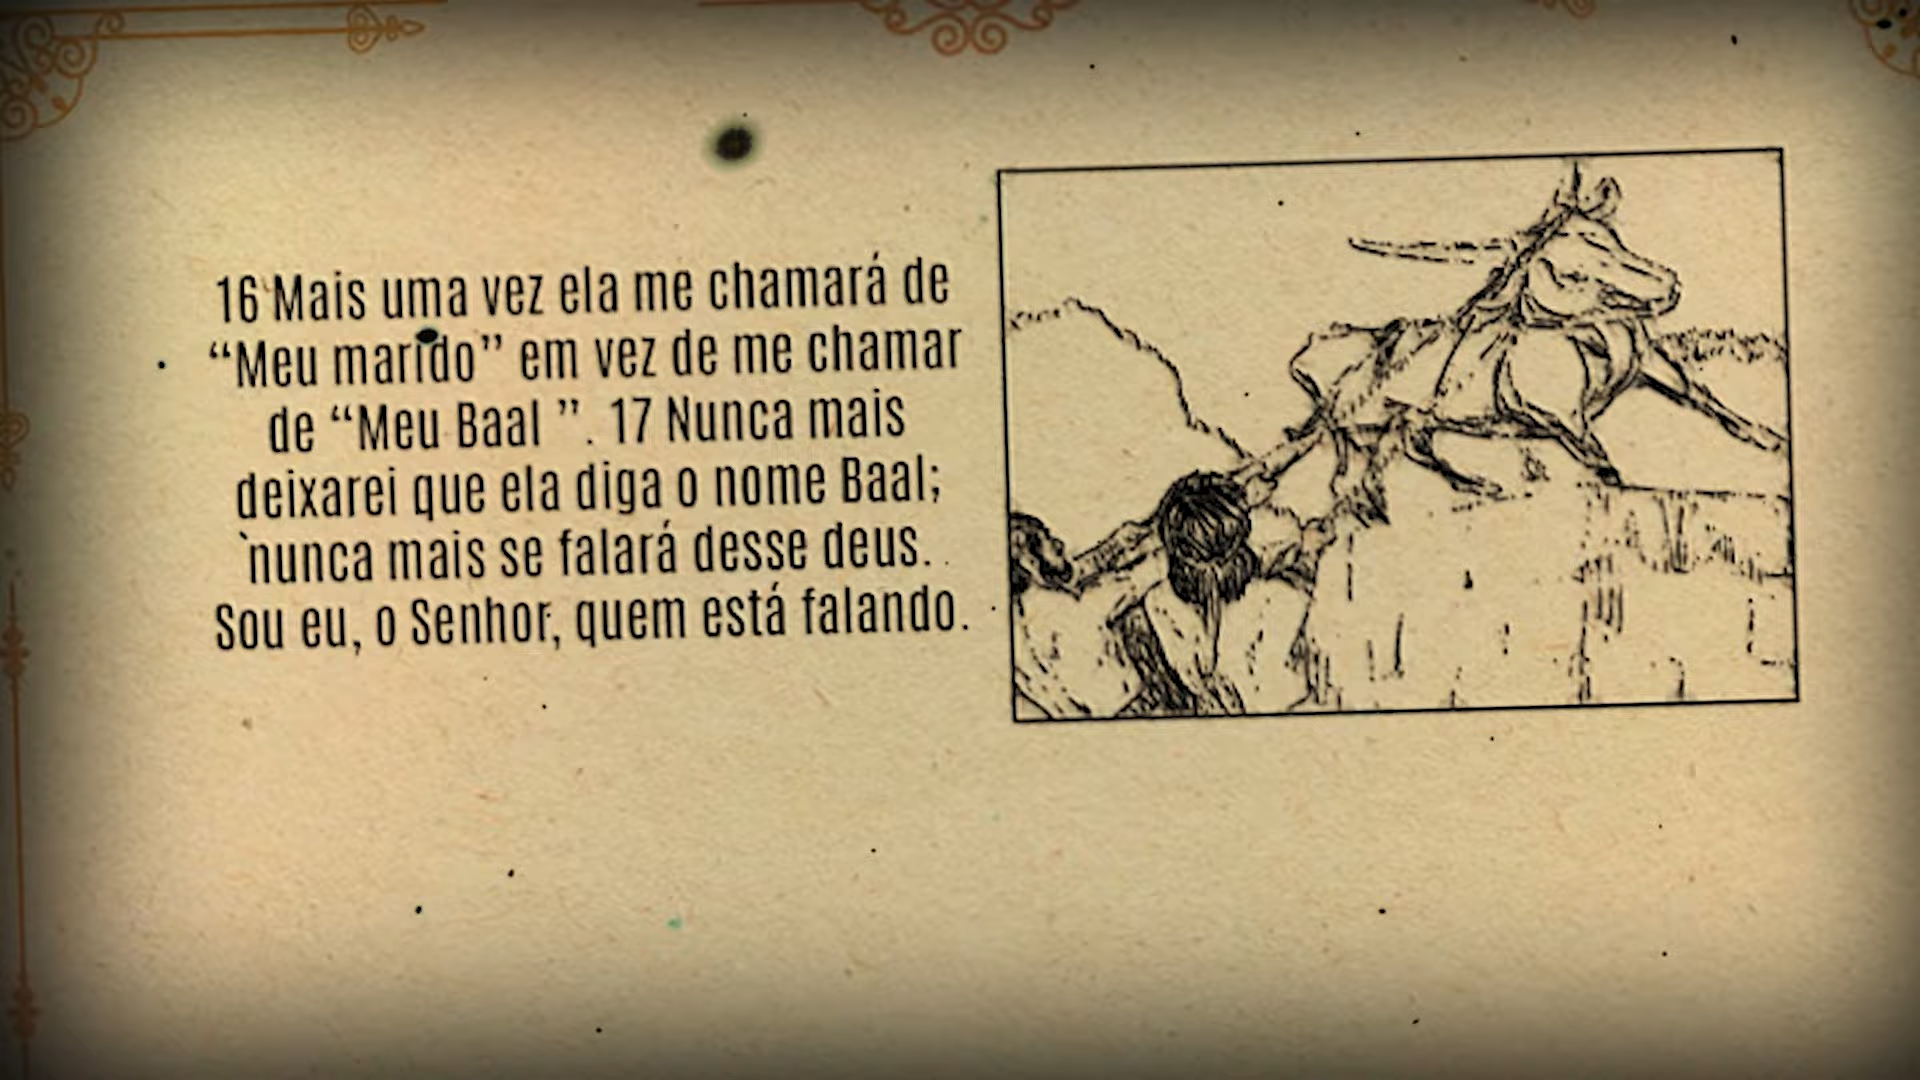 16 Mais uma vez ela me chamará de
“Meu marido” em vez de me chamar
de “Meu Baal ”. 17 Nunca mais
deixarei que ela diga o nome Baal;
nunca mais se falará desse deus.
Sou eu, o Senhor, quem está falando.